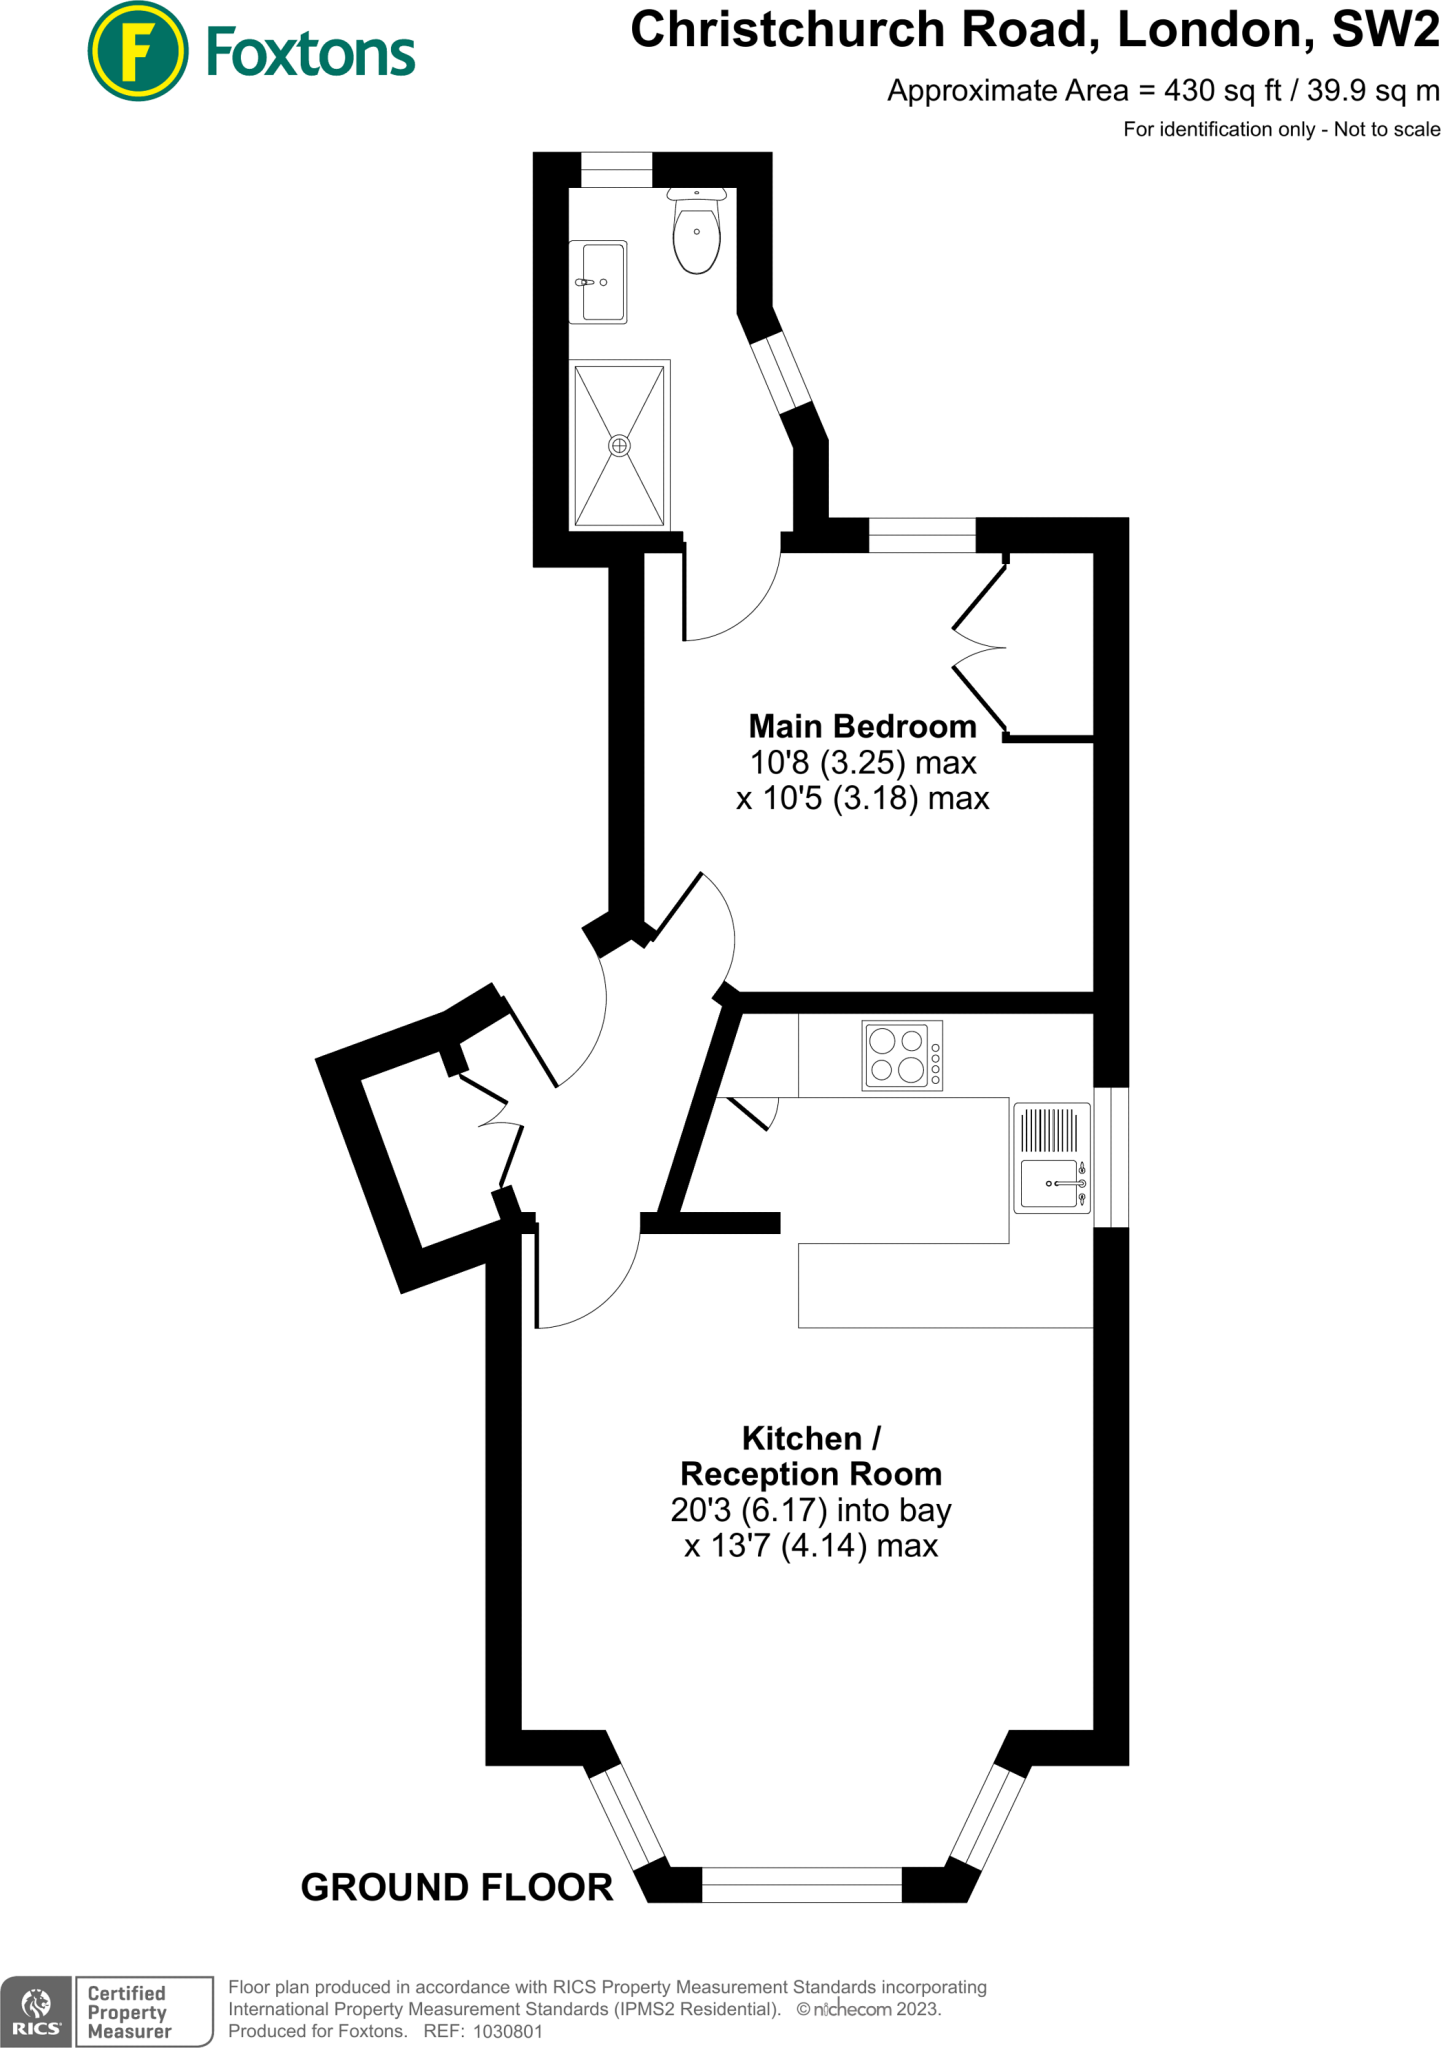 Foxtons
Christchurch Road, London, SW2
Approximate Area = 430 sq ft / 39.9 sq m
For identification only - Not to scale
Main Bedroom
10'8 (3.25) max
x 10'5 (3.18) max
Kitchen /
Reception Room
20'3 (6.17) into bay
x 13'7 (4.14) max
GROUND FLOOR
RICS
Certified
Property
Measurer
Floor plan produced in accordance with RICS Property Measurement Standards incorporating
International Property Measurement Standards (IPMS2 Residential). © nichecom 2023.
Produced for Foxtons. REF: 1030801